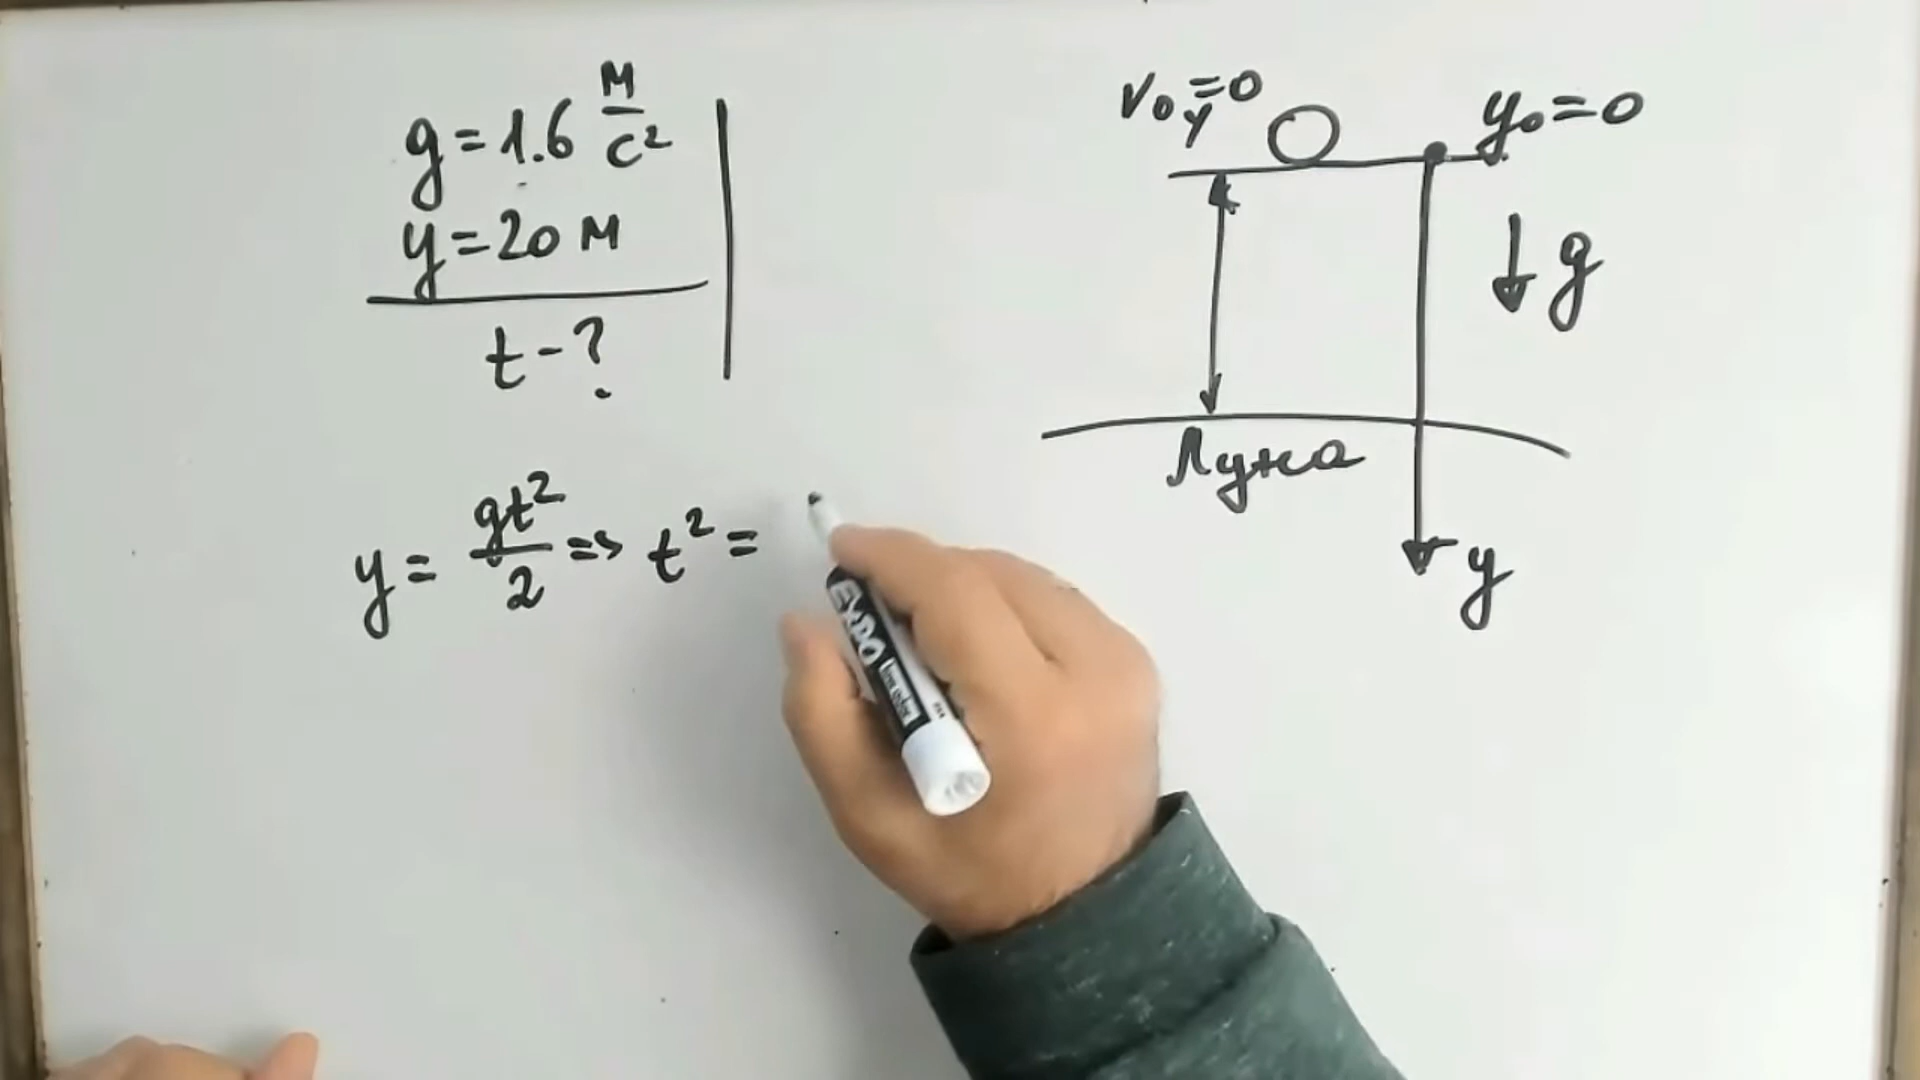 g = 1.6 м/с²
y = 20 м
t - ?
y = gt²/2 => t² =
v₀y = 0
y₀ = 0
g
Луна
y
EXPO